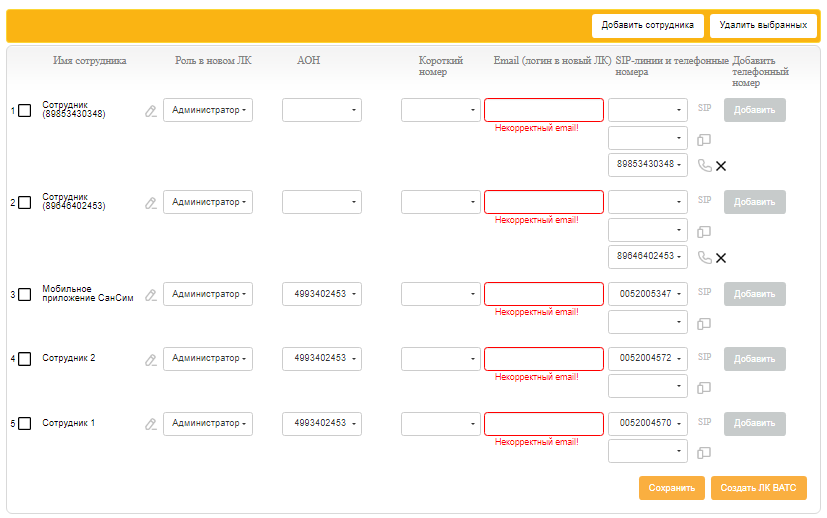 Добавить сотрудника Удалить выбранных
Имя сотрудника Роль в новом ЛК АОН Короткий номер Email (логин в новый ЛК) SIP-линии и телефонные номера Добавить телефонный номер
1 Сотрудник (89853430348) Администратор Некорректный email! SIP Добавить
89853430348
2 Сотрудник (89646402453) Администратор Некорректный email! SIP Добавить
89646402453
3 Мобильное приложение СанСим Администратор 4993402453 Некорректный email! 0052005347 SIP Добавить
4 Сотрудник 2 Администратор 4993402453 Некорректный email! 0052004572 SIP Добавить
5 Сотрудник 1 Администратор 4993402453 Некорректный email! 0052004570 SIP Добавить
Сохранить Создать ЛК ВАТС